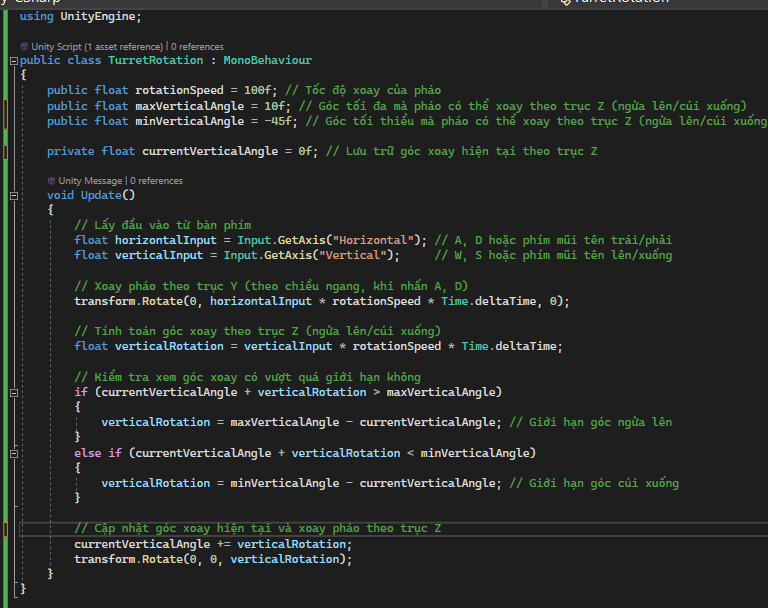 TurretRotation
using UnityEngine;
Unity Script (1 asset reference) | 0 references
public class TurretRotation : MonoBehaviour
{
public float rotationSpeed = 100f; // Tốc độ xoay của pháo
public float maxVerticalAngle = 10f; // Góc tối đa mà pháo có thể xoay theo trục Z (ngửa lên/cúi xuống)
public float minVerticalAngle = -45f; // Góc tối thiểu mà pháo có thể xoay theo trục Z (ngửa lên/cúi xuống
private float currentVerticalAngle = 0f; // Lưu trữ góc xoay hiện tại theo trục Z
Unity Message | 0 references
void Update()
{
// Lấy đầu vào từ bàn phím
float horizontalInput = Input.GetAxis("Horizontal"); // A, D hoặc phím mũi tên trái/phải
float verticalInput = Input.GetAxis("Vertical"); // W, S hoặc phím mũi tên lên/xuống
// Xoay pháo theo trục Y (theo chiều ngang, khi nhấn A, D)
transform.Rotate(0, horizontalInput * rotationSpeed * Time.deltaTime, 0);
// Tính toán góc xoay theo trục Z (ngửa lên/cúi xuống)
float verticalRotation = verticalInput * rotationSpeed * Time.deltaTime;
// Kiểm tra xem góc xoay có vượt quá giới hạn không
if (currentVerticalAngle + verticalRotation > maxVerticalAngle)
{
verticalRotation = maxVerticalAngle - currentVerticalAngle; // Giới hạn góc ngửa lên
}
else if (currentVerticalAngle + verticalRotation < minVerticalAngle)
{
verticalRotation = minVerticalAngle - currentVerticalAngle; // Giới hạn góc cúi xuống
}
// Cập nhật góc xoay hiện tại và xoay pháo theo trục Z
currentVerticalAngle += verticalRotation;
transform.Rotate(0, 0, verticalRotation);
}
}